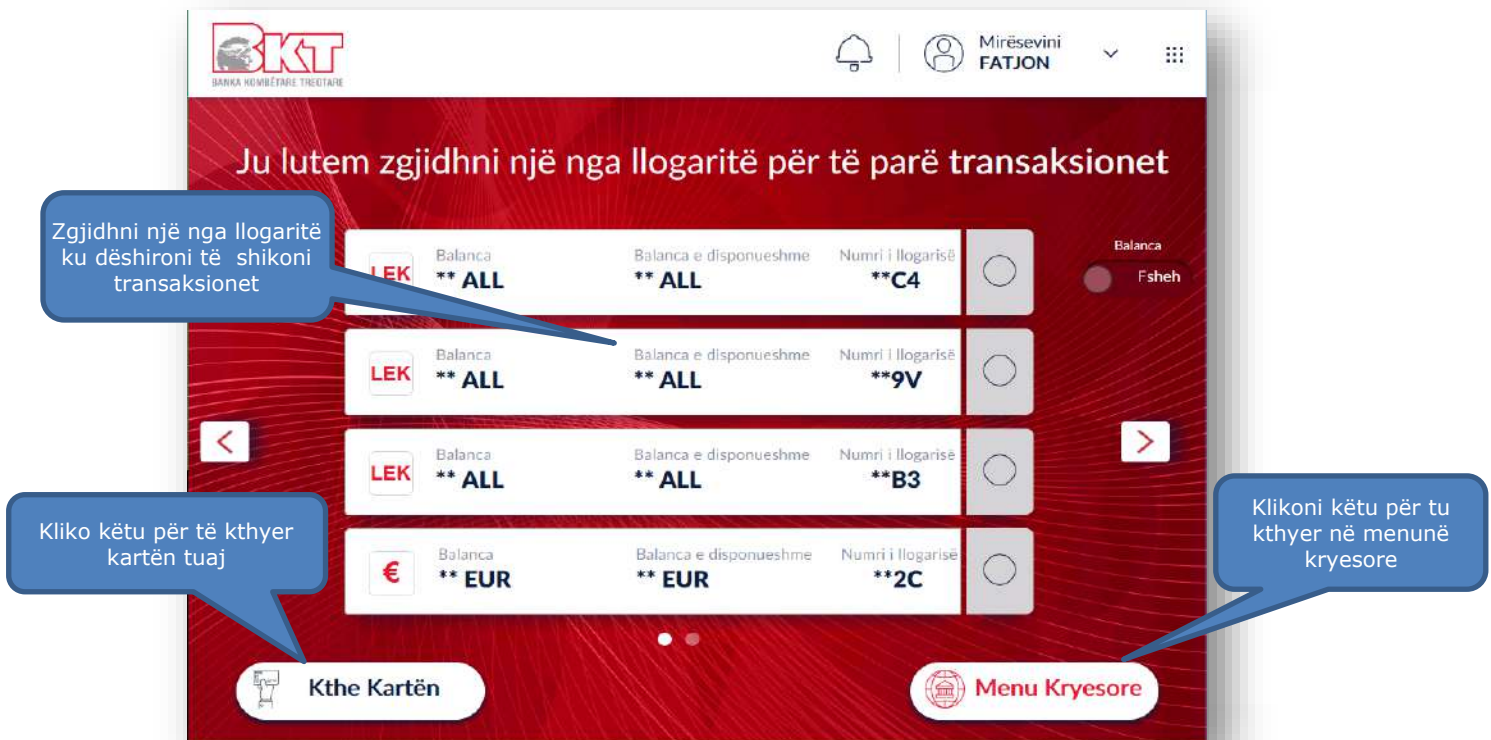 BKT
BANKA KOMBËTARE TREGTARE
Mirësevini
FATJON
Ju lutem zgjidhni një nga llogaritë për të parë transaksionet
Zgjidhni një nga llogaritë
ku dëshironi të shikoni
transaksionet
LEK
Balanca
** ALL
Balanca e disponueshme
** ALL
Numri i llogarisë
**C4
Balanca
Fsheh
LEK
Balanca
** ALL
Balanca e disponueshme
** ALL
Numri i llogarisë
**9V
<
>
LEK
Balanca
** ALL
Balanca e disponueshme
** ALL
Numri i llogarisë
**B3
Kliko këtu për të kthyer
kartën tuaj
Klikoni këtu për tu
kthyer në menunë
kryesore
€
Balanca
** EUR
Balanca e disponueshme
** EUR
Numri i llogarisë
**2C
Kthe Kartën
Menu Kryesore